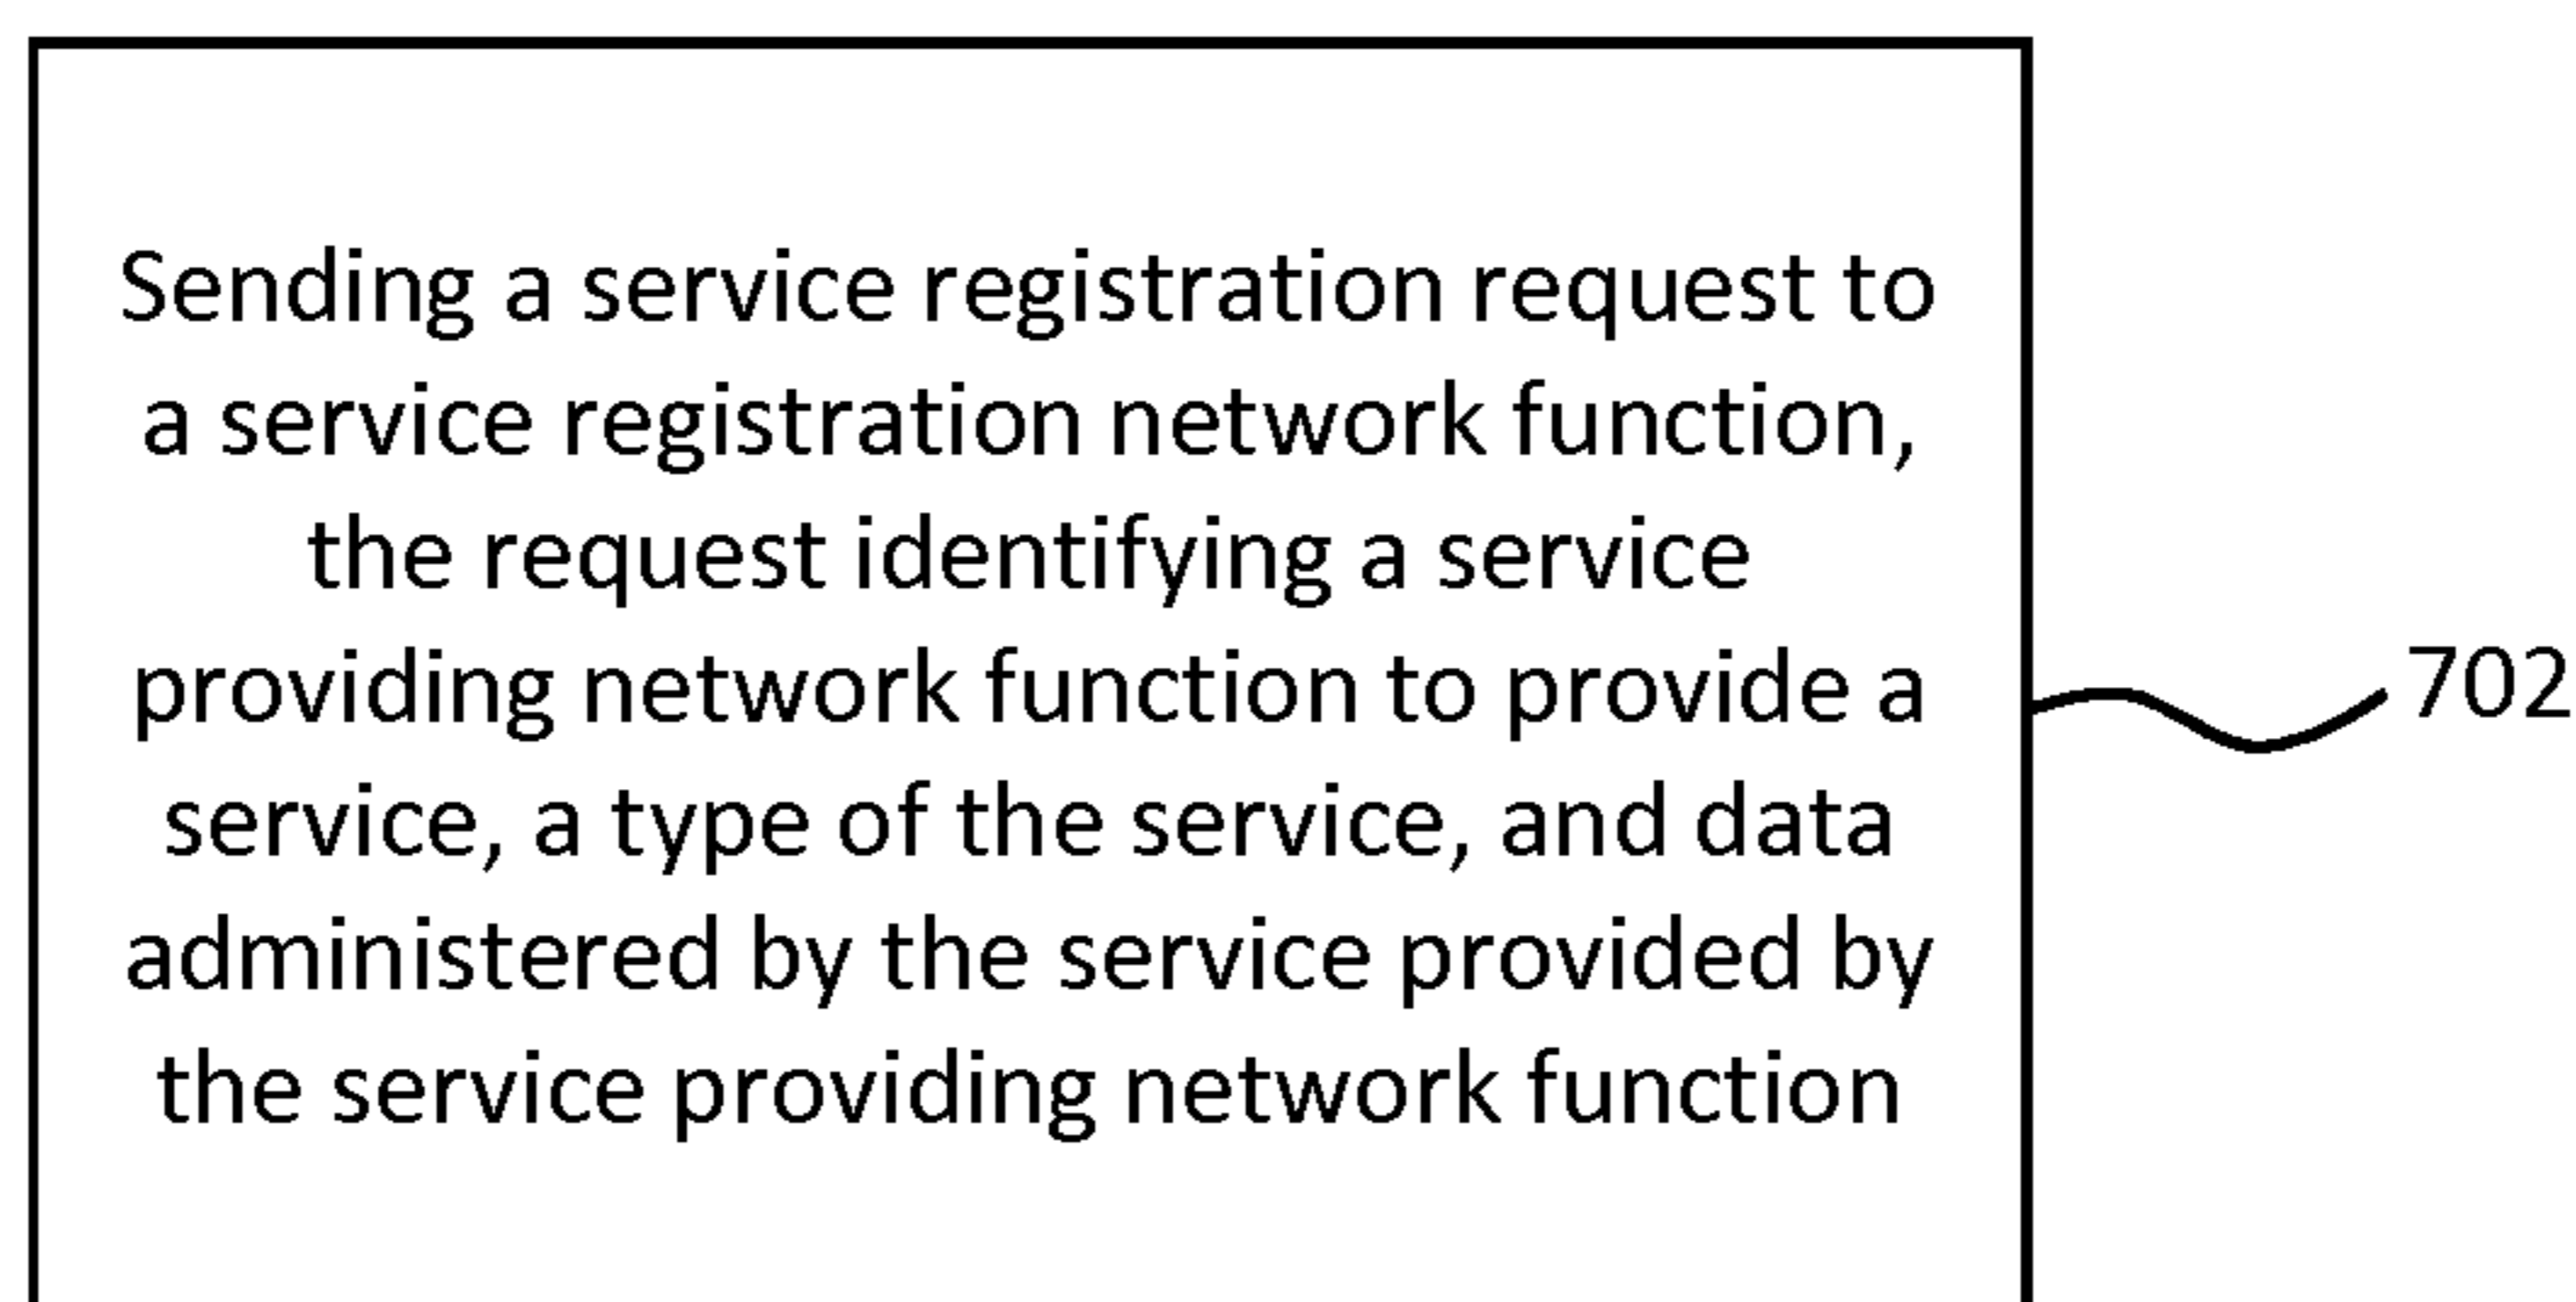 Sending a service registration request to
a service registration network function,
the request identifying a service
providing network function to provide a
service, a type of the service, and data
administered by the service provided by
the service providing network function
702